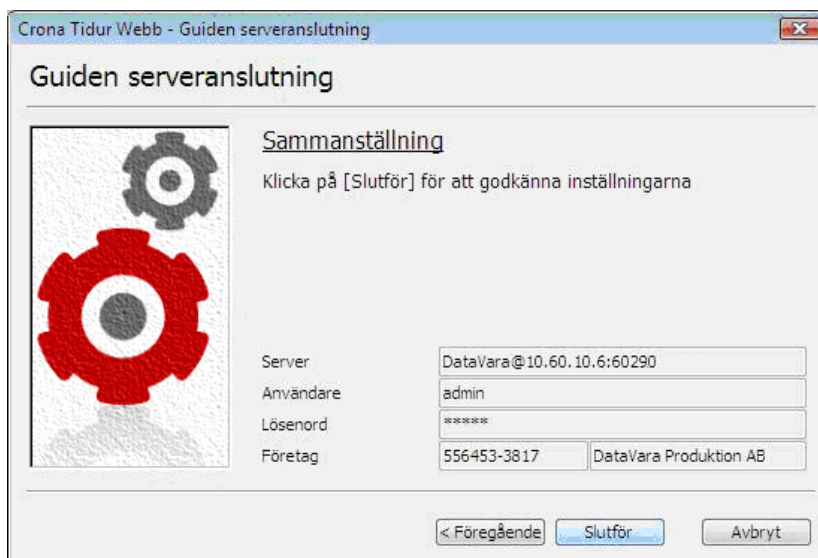 Crona Tidur Webb - Guiden serveranslutning
Guiden serveranslutning
Sammanställning
Klicka på [Slutför] för att godkänna inställningarna
Server DataVara@10.60.10.6:60290
Användare admin
Lösenord *****
Företag 556453-3817 DataVara Produktion AB
< Föregående Slutför Avbryt